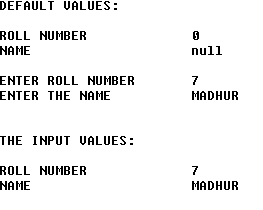 DEFAULT VALUES:
ROLL NUMBER 0
NAME null
ENTER ROLL NUMBER 7
ENTER THE NAME MADHUR
THE INPUT VALUES:
ROLL NUMBER 7
NAME MADHUR